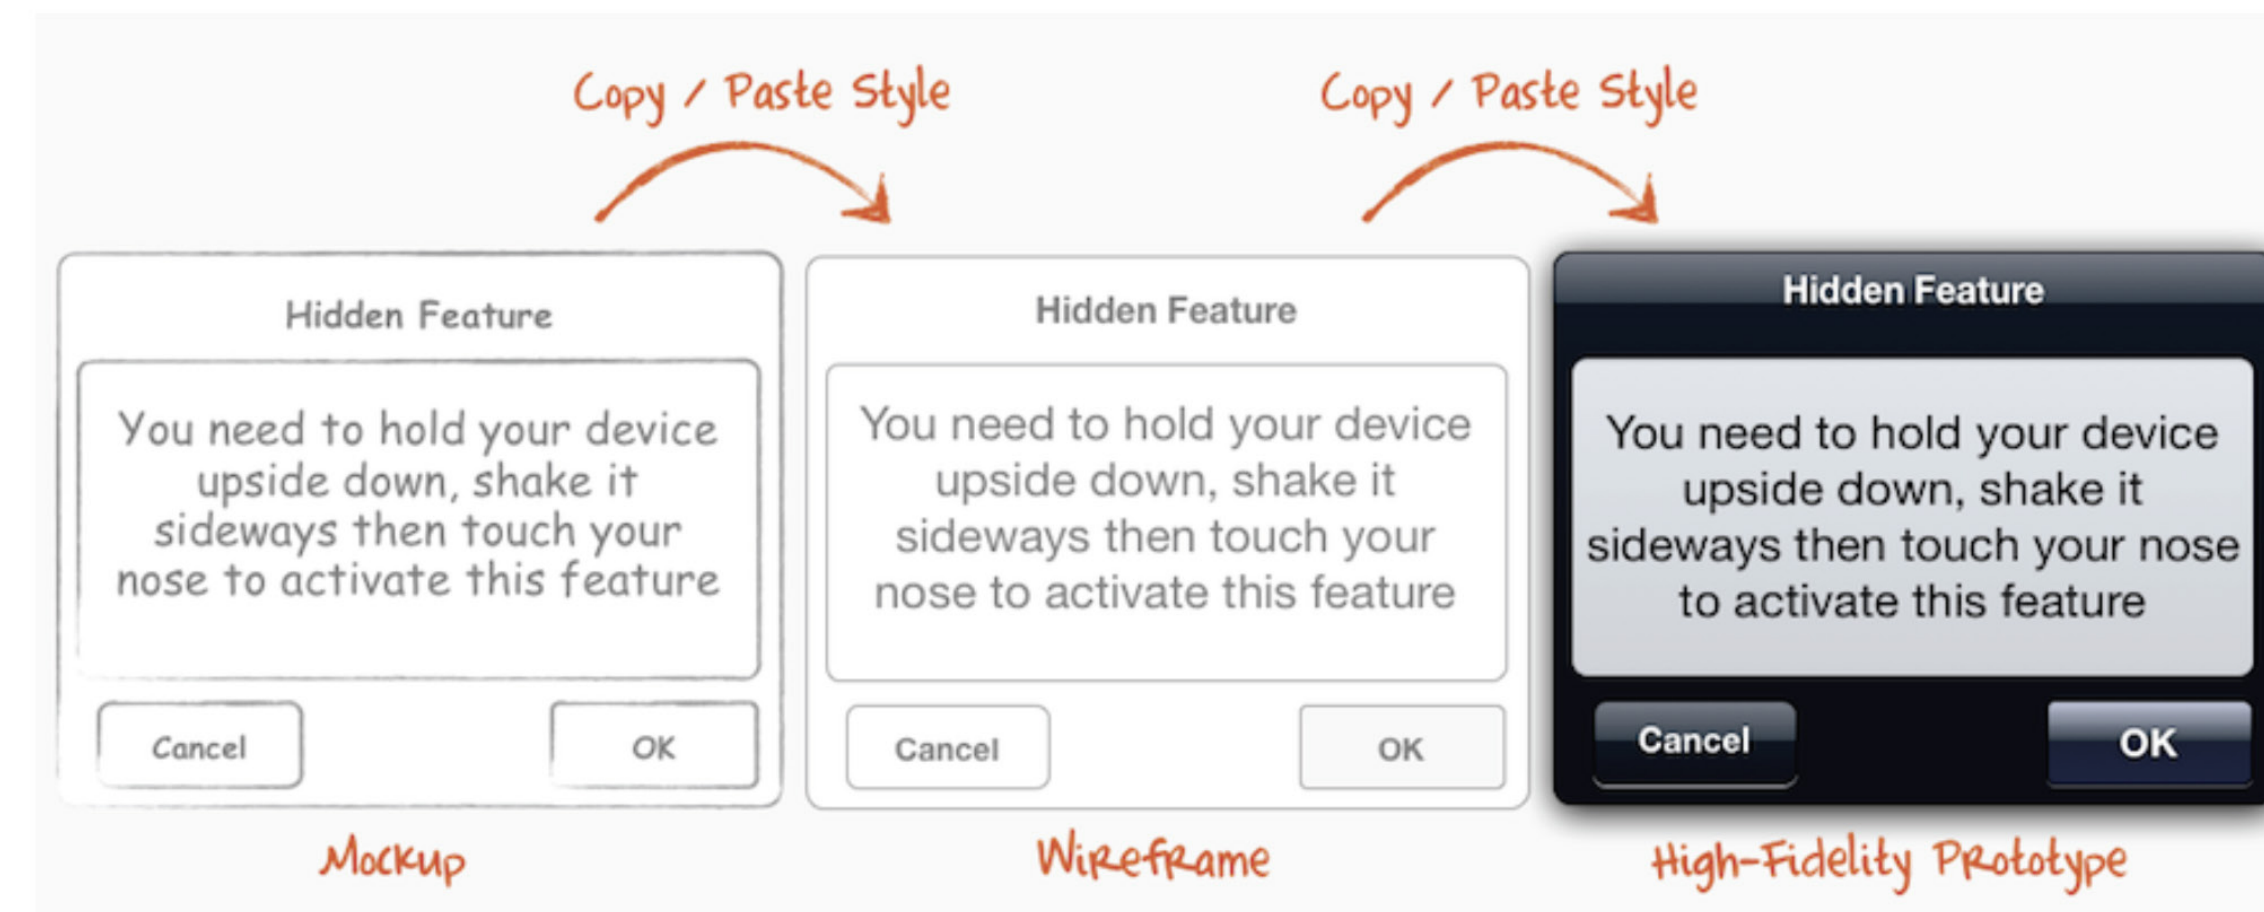 Copy / Paste Style
Copy / Paste Style
Hidden Feature
You need to hold your device
upside down, shake it
sideways then touch your
nose to activate this feature
Cancel
OK
Mockup
Hidden Feature
You need to hold your device
upside down, shake it
sideways then touch your
nose to activate this feature
Cancel
OK
Wireframe
Hidden Feature
You need to hold your device
upside down, shake it
sideways then touch your nose
to activate this feature
Cancel
OK
High-Fidelity Prototype